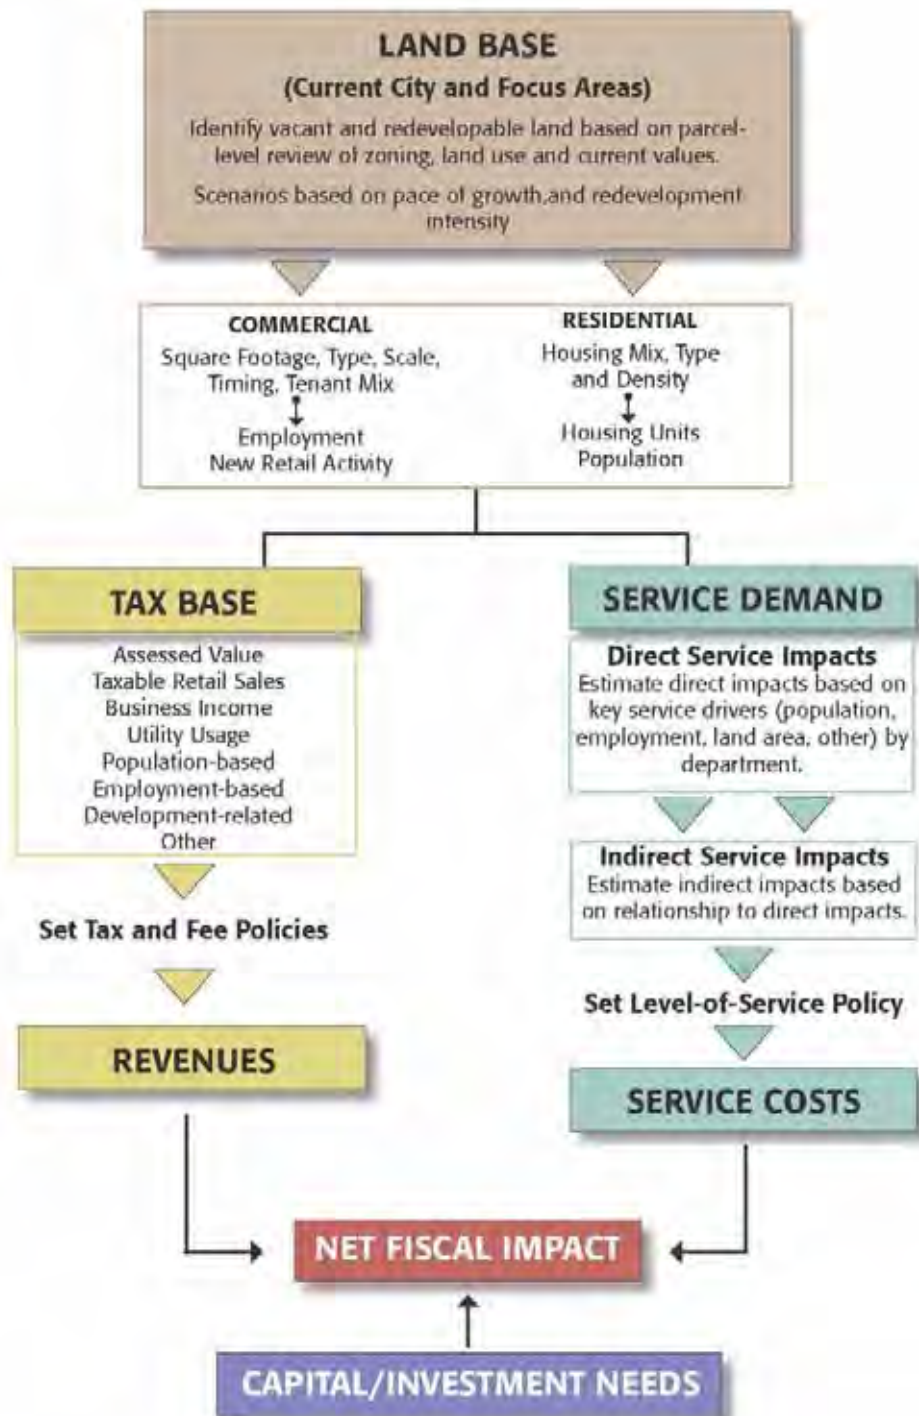 LAND BASE
(Current City and Focus Areas)
Identify vacant and redevelopable land based on parcel-
level review of zoning, land use and current values.
Scenarios based on pace of growth,and redevelopment
intensity
COMMERCIAL
Square Footage, Type, Scale,
Timing, Tenant Mix
Employment
New Retail Activity
RESIDENTIAL
Housing Mix, Type
and Density
Housing Units
Population
TAX BASE
Assessed Value
Taxable Retail Sales
Business Income
Utility Usage
Population-based
Employment-based
Development-related
Other
Set Tax and Fee Policies
REVENUES
SERVICE DEMAND
Direct Service Impacts
Estimate direct impacts based on
key service drivers (population,
employment, land area, other) by
department.
Indirect Service Impacts
Estimate indirect impacts based
on relationship to direct impacts.
Set Level-of-Service Policy
SERVICE COSTS
NET FISCAL IMPACT
CAPITAL/INVESTMENT NEEDS